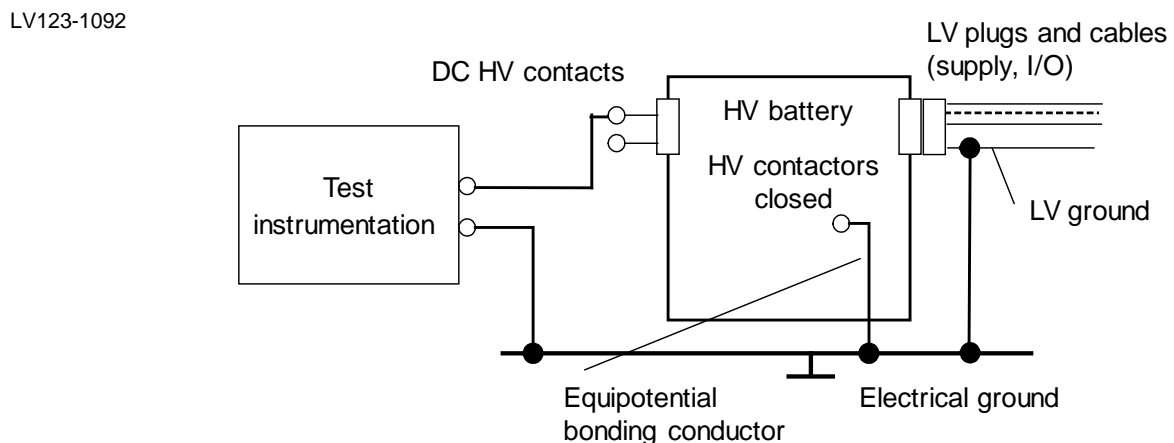 LV123-1092
LV plugs and cables
(supply, I/O)
DC HV contacts
HV battery
HV contactors
closed
Test
instrumentation
LV ground
Equipotential
bonding conductor
Electrical ground